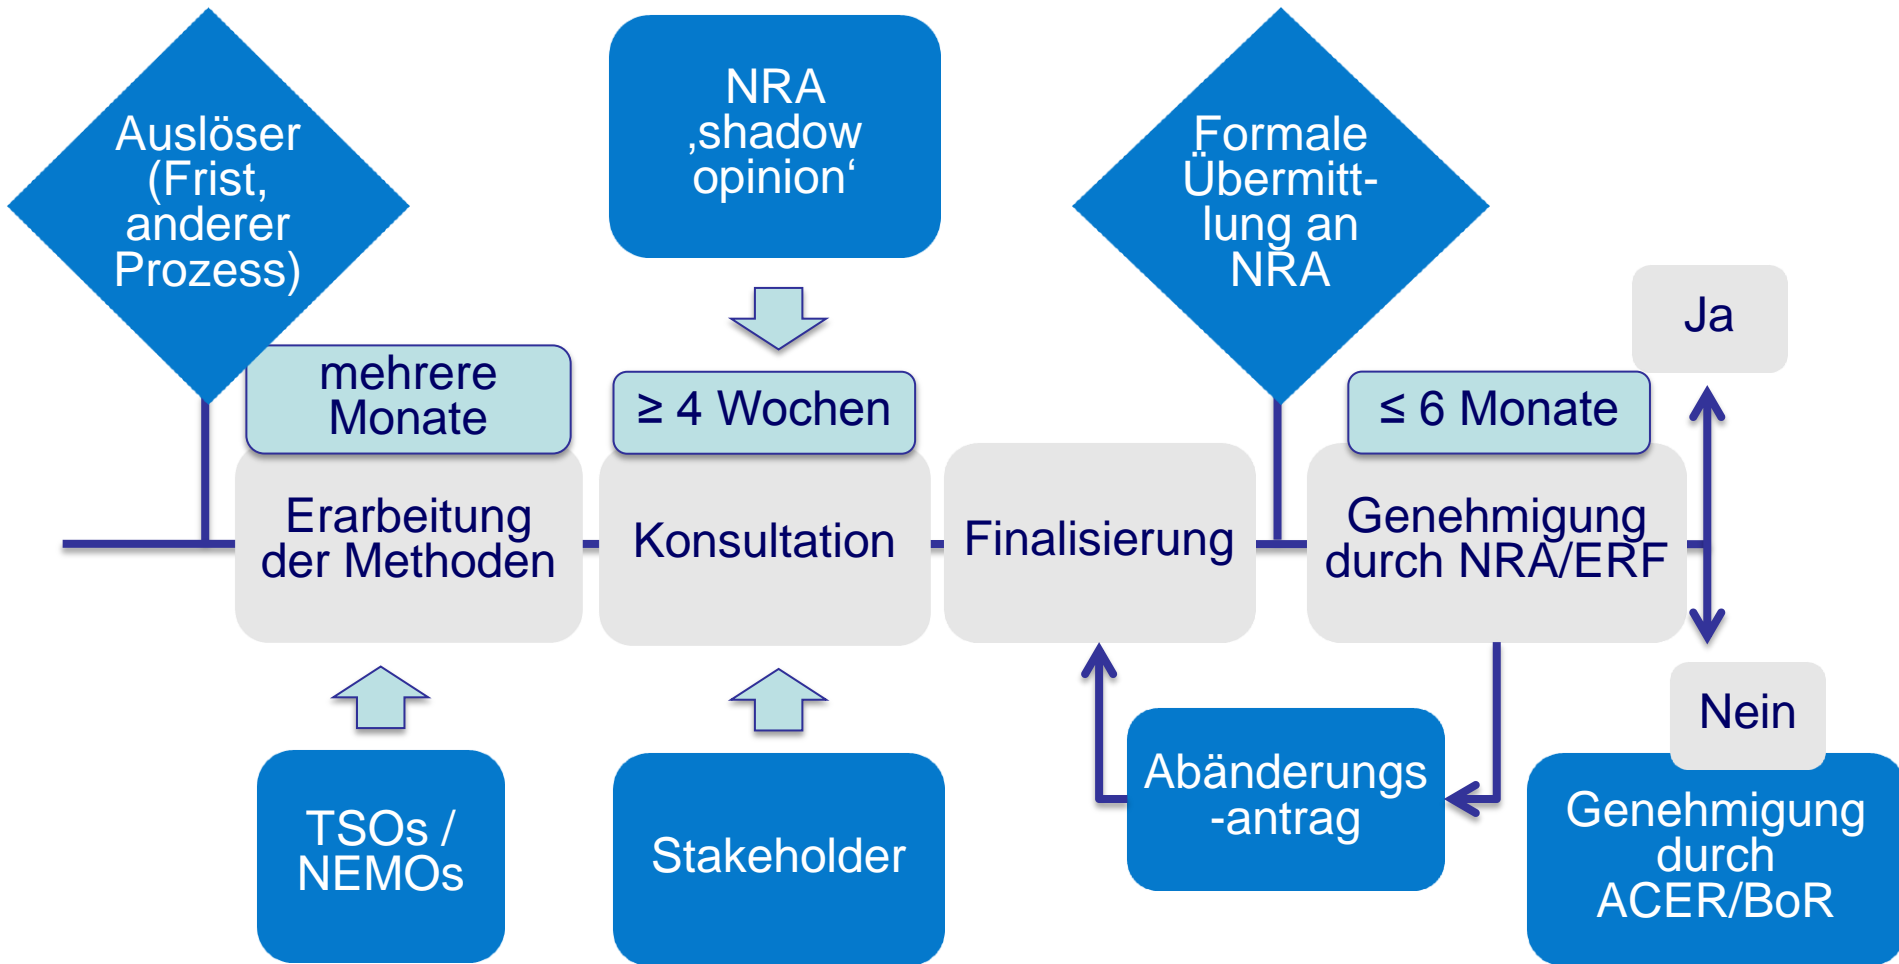 Auslöser
(Frist,
anderer
Prozess)
NRA
‚shadow
opinion‘
Formale
Übermitt-
lung an
NRA
Ja
mehrere
Monate
≥ 4 Wochen
≤ 6 Monate
Erarbeitung
der Methoden
Konsultation
Finalisierung
Genehmigung
durch NRA/ERF
Nein
TSOs /
NEMOs
Stakeholder
Abänderungs
-antrag
Genehmigung
durch
ACER/BoR